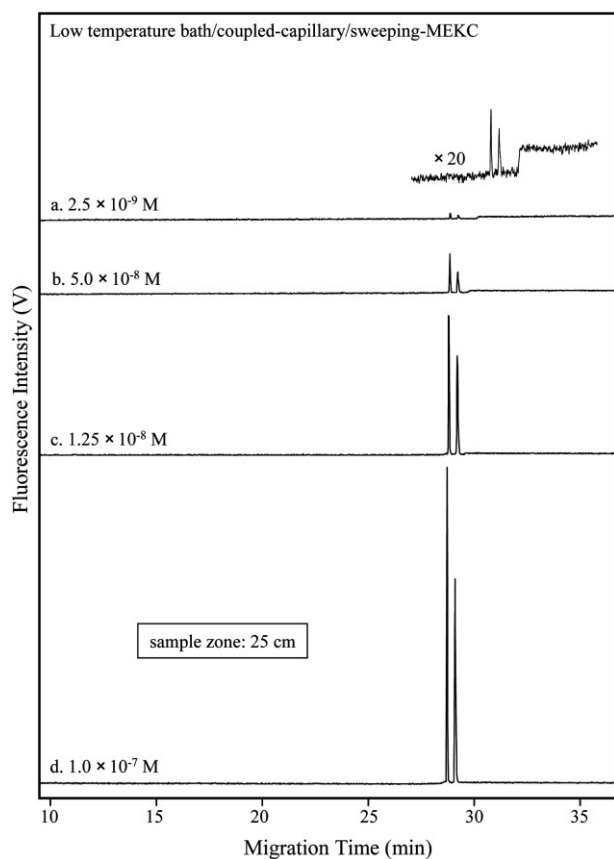 Low temperature bath/coupled-capillary/sweeping-MEKC
× 20
a. 2.5 × 10⁻⁹ M
b. 5.0 × 10⁻⁸ M
c. 1.25 × 10⁻⁸ M
sample zone: 25 cm
d. 1.0 × 10⁻⁷ M
Fluorescence Intensity (V)
10 15 20 25 30 35
Migration Time (min)